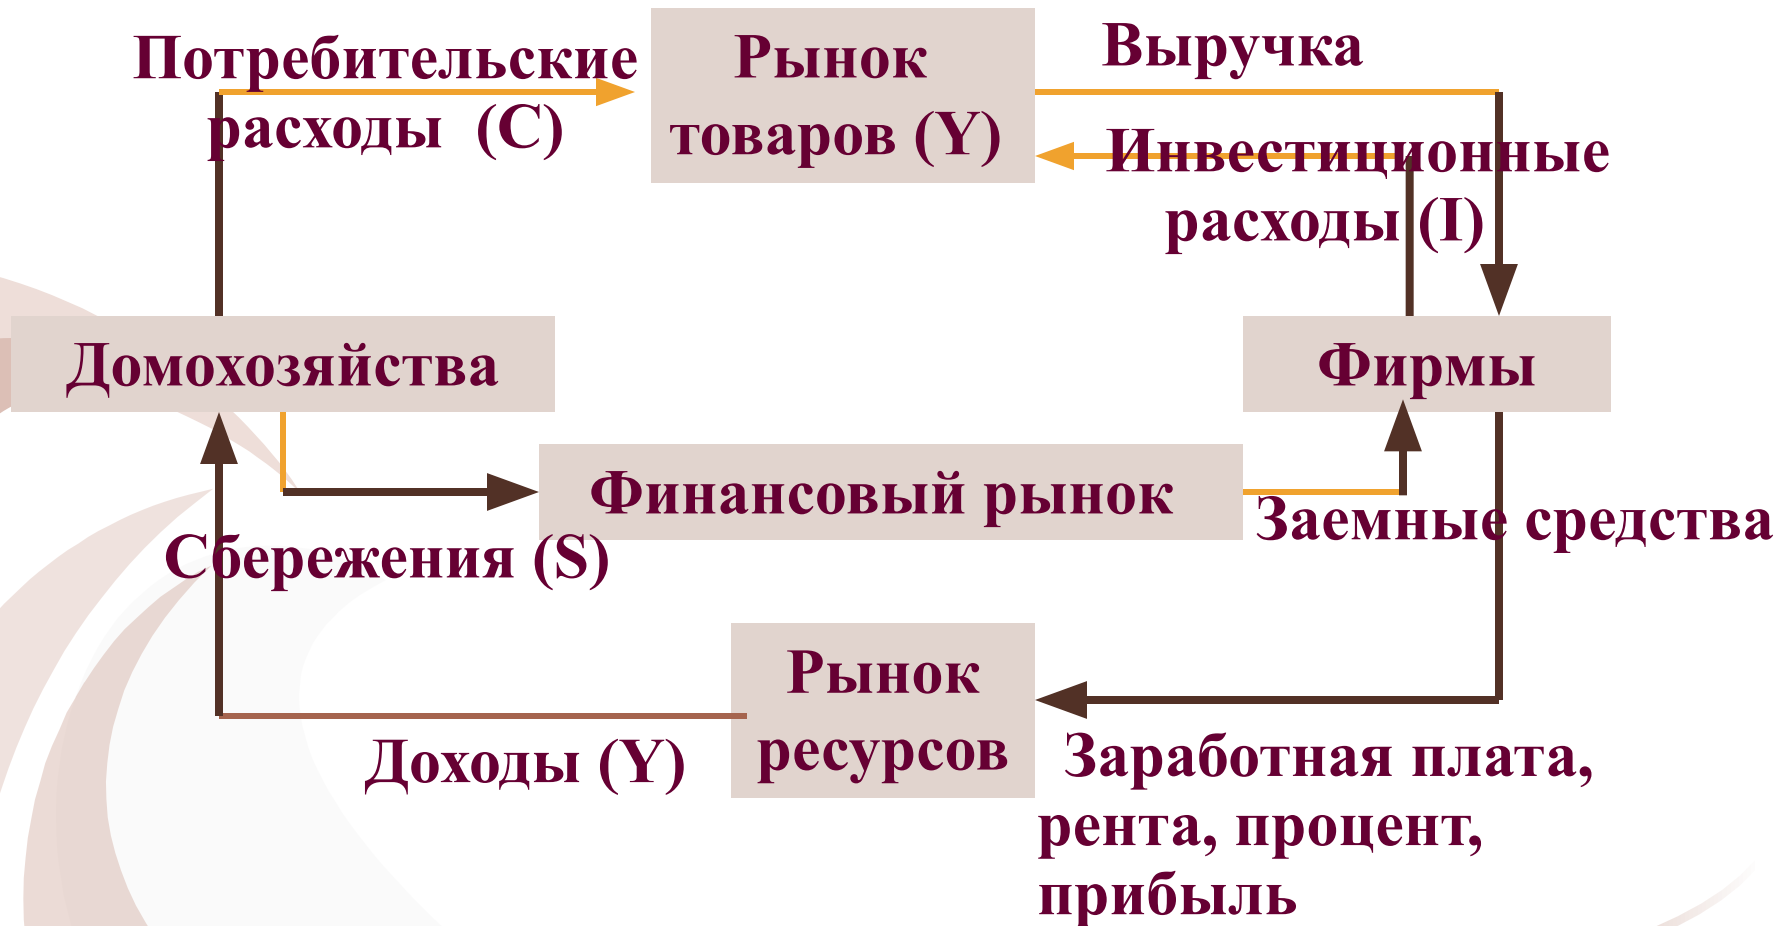 Потребительские
расходы (C)
Рынок
товаров (Y)
Выручка
Инвестиционные
расходы (I)
Домохозяйства
Фирмы
Финансовый рынок
Заемные средства
Сбережения (S)
Рынок
ресурсов
Доходы (Y)
Заработная плата,
рента, процент,
прибыль